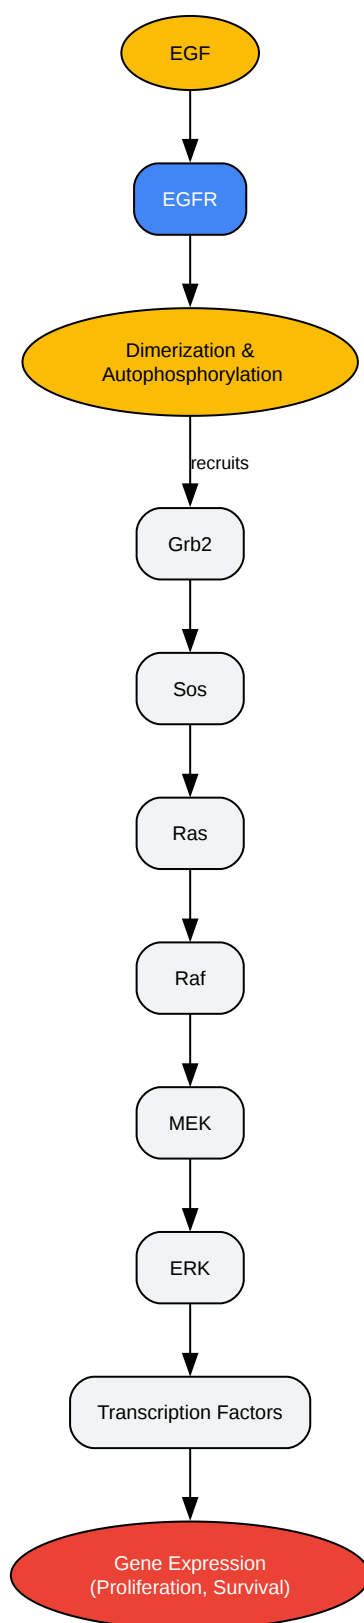 EGF
EGFR
Dimerization &
Autophosphorylation
recruits
Grb2
Sos
Ras
Raf
MEK
ERK
Transcription Factors
Gene Expression
(Proliferation, Survival)